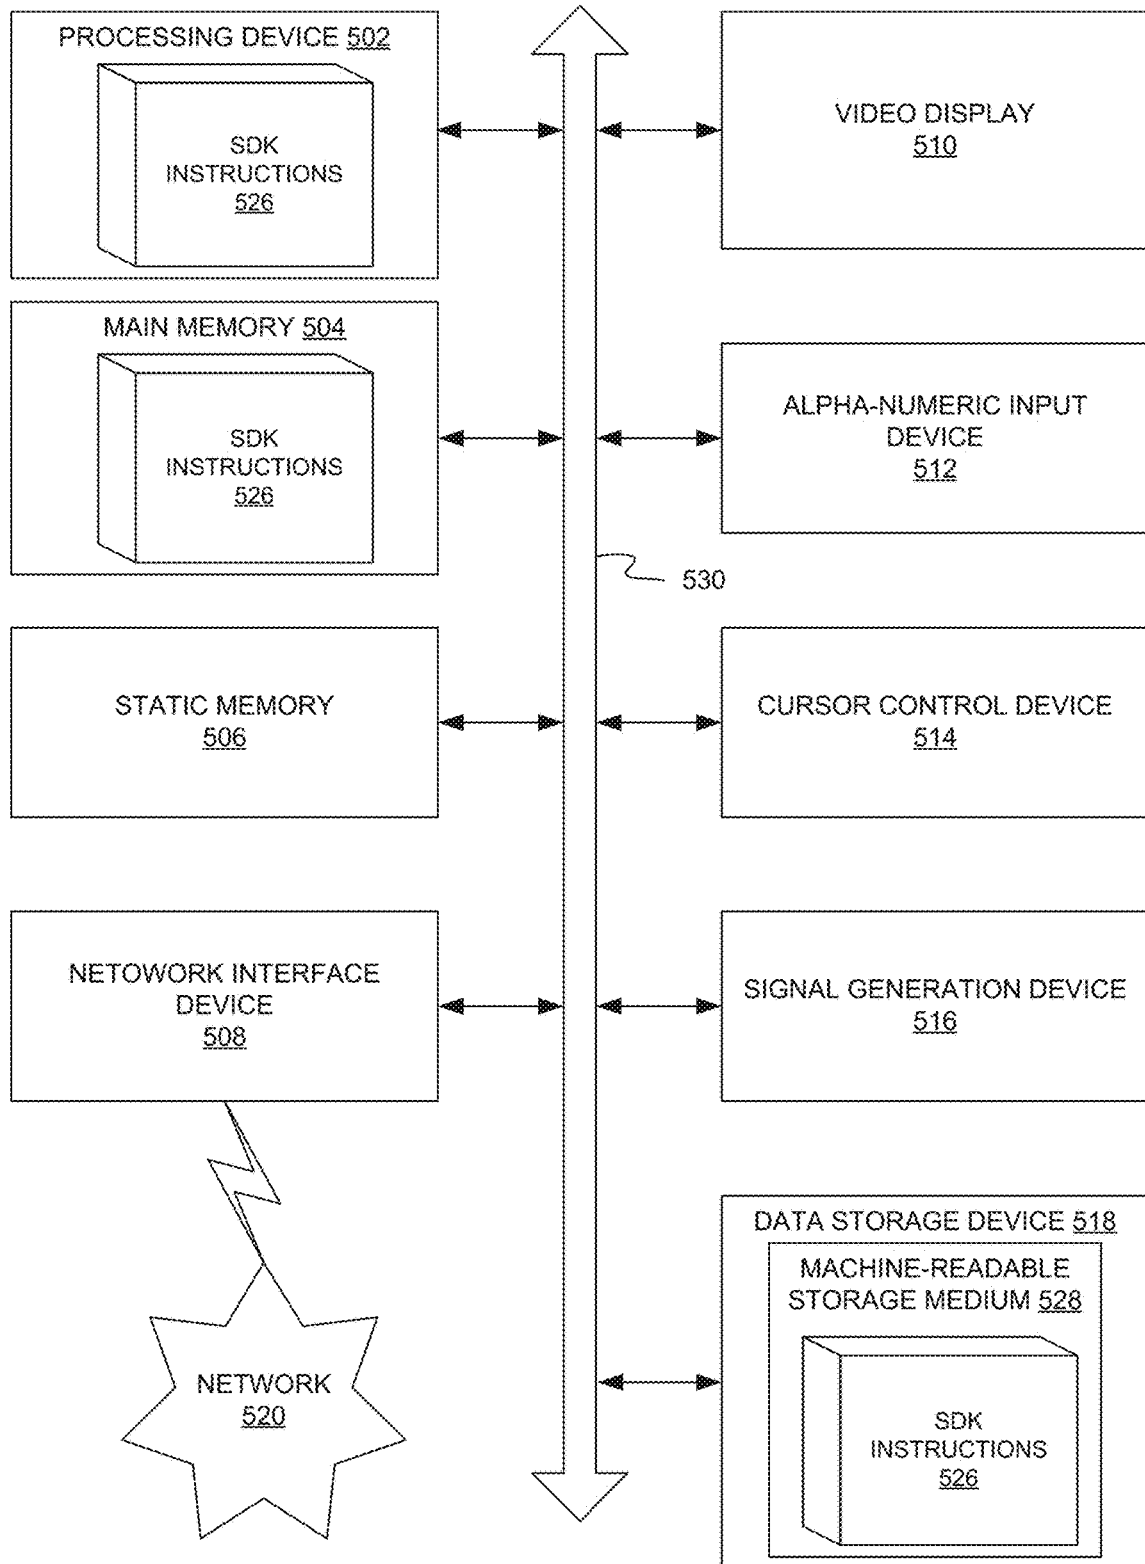 PROCESSING DEVICE 502
SDK
INSTRUCTIONS
526
MAIN MEMORY 504
SDK
INSTRUCTIONS
526
STATIC MEMORY
506
NETOWORK INTERFACE
DEVICE
508
NETWORK
520
530
VIDEO DISPLAY
510
ALPHA-NUMERIC INPUT
DEVICE
512
CURSOR CONTROL DEVICE
514
SIGNAL GENERATION DEVICE
516
DATA STORAGE DEVICE 518
MACHINE-READABLE
STORAGE MEDIUM 528
SDK
INSTRUCTIONS
526